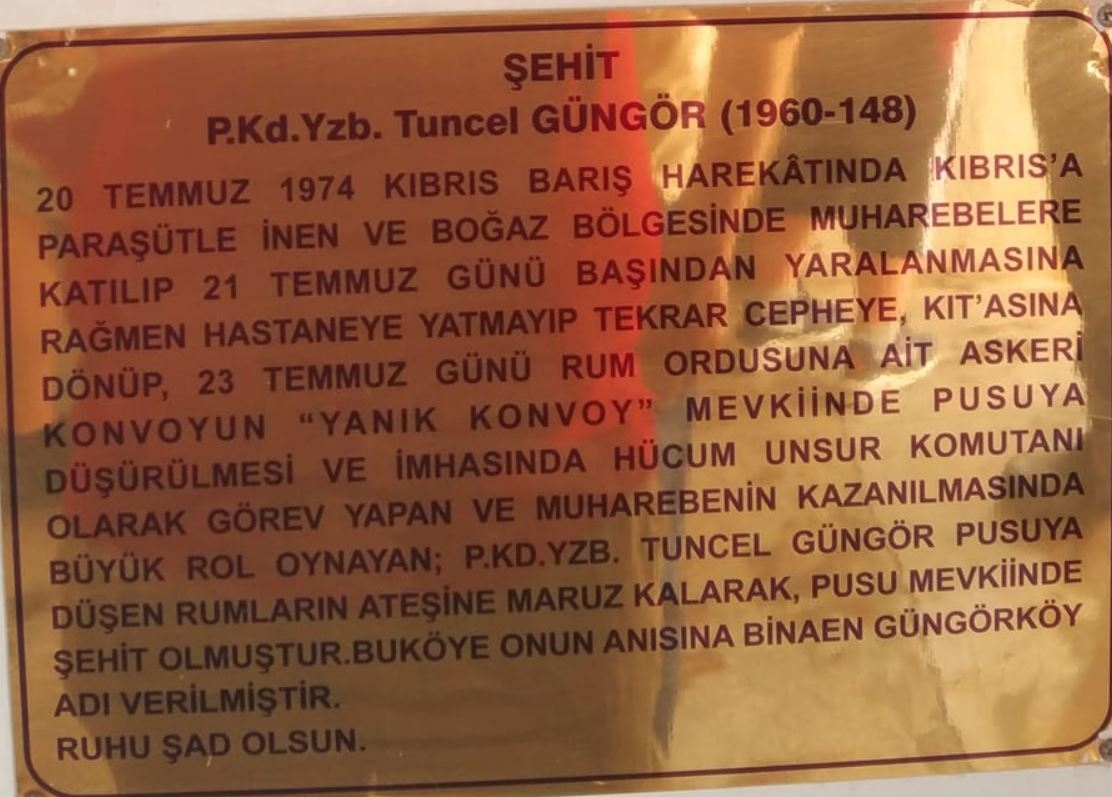 ŞEHİT
P.Kd.Yzb. Tuncel GÜNGÖR (1960-148)
20 TEMMUZ 1974 KIBRIS BARIŞ HAREKÂTINDA KIBRIS'A
PARAŞÜTLE İNEN VE BOĞAZ BÖLGESİNDE MUHAREBELERE
KATILIP 21 TEMMUZ GÜNÜ BAŞINDAN YARALANMASINA
RAĞMEN HASTANEYE YATMAYIP TEKRAR CEPHEYE, KIT'ASINA
DÖNÜP, 23 TEMMUZ GÜNÜ RUM ORDUSUNA AİT ASKERİ
KONVOYUN “YANIK KONVOY” MEVKİİNDE PUSUYA
DÜŞÜRÜLMESİ VE İMHASINDA HÜCUM UNSUR KOMUTANI
OLARAK GÖREV YAPAN VE MUHAREBENİN KAZANILMASINDA
BÜYÜK ROL OYNAYAN; P.KD.YZB. TUNCEL GÜNGÖR PUSUYA
DÜŞEN RUMLARIN ATEŞİNE MARUZ KALARAK, PUSU MEVKİİNDE
ŞEHİT OLMUŞTUR.BUKÖYE ONUN ANISINA BİNAEN GÜNGÖRKÖY
ADI VERİLMİŞTİR.
RUHU ŞAD OLSUN.